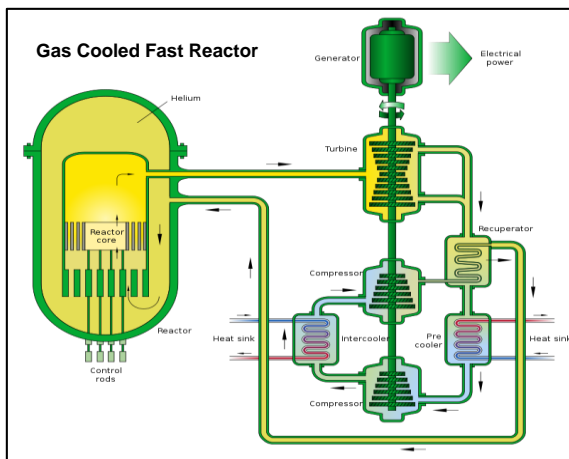 Gas Cooled Fast Reactor
Generator
Electrical
power
Helium
Turbine
Reactor
core
Recuperator
Compressor
Reactor
Heat sink
Intercooler
Pre
cooler
Heat sink
Control
rods
Compressor